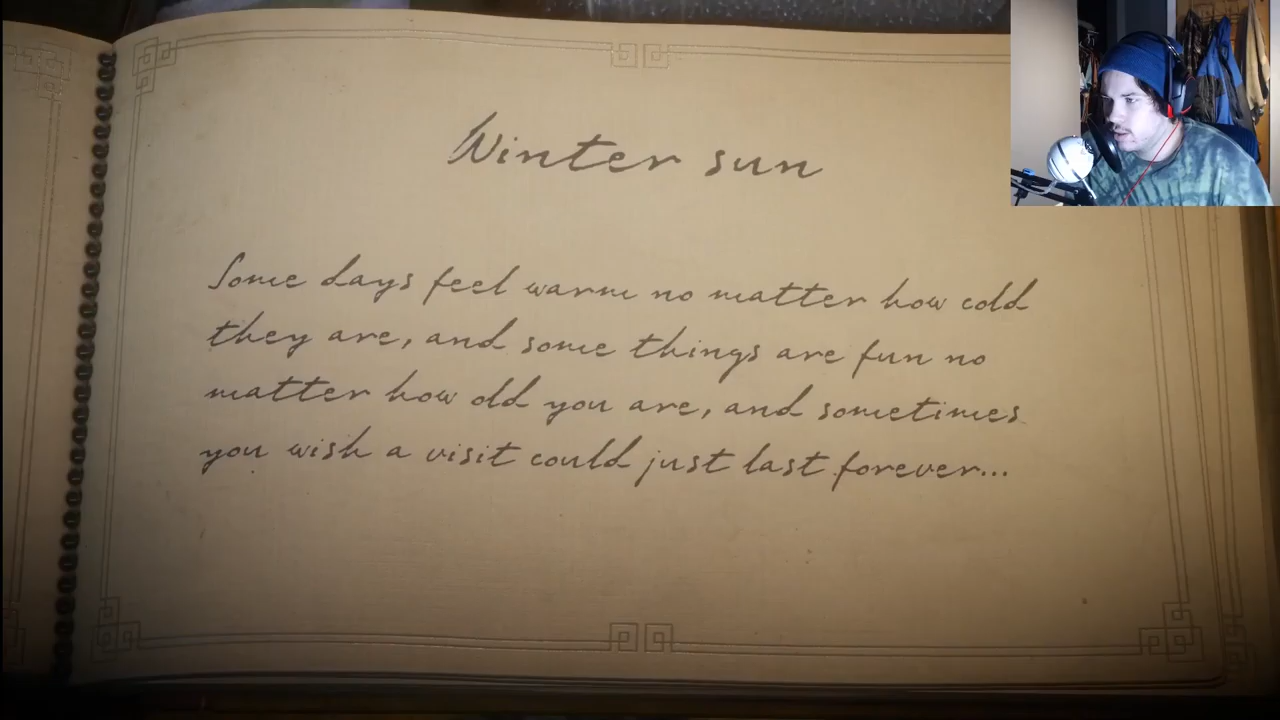 Winter sun
Some days feel warm no matter how cold
they are, and some things are fun no
matter how old you are, and sometimes
you wish a visit could just last forever...